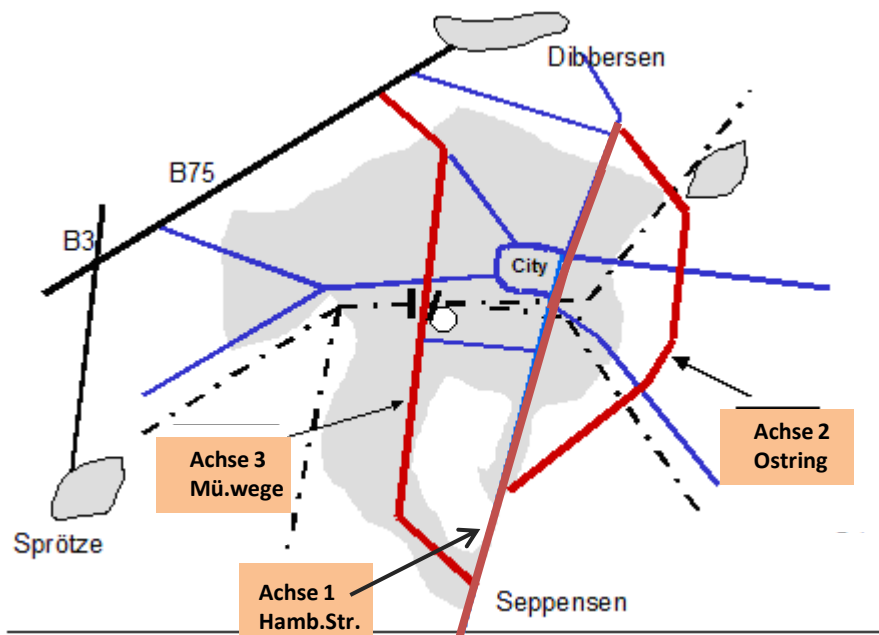 Dibbersen
B75
B3
City
Achse 2
Ostring
Achse 3
Mü.wege
Sprötze
Achse 1
Hamb.Str.
Seppensen